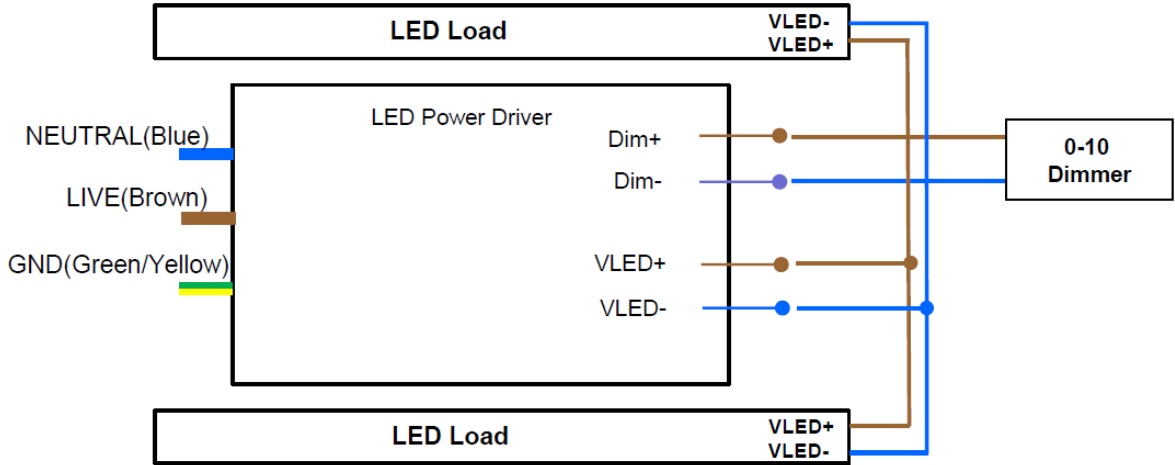 LED Load
VLED-
VLED+
LED Power Driver
NEUTRAL(Blue)
LIVE(Brown)
GND(Green/Yellow)
Dim+
Dim-
VLED+
VLED-
0-10
Dimmer
LED Load
VLED+
VLED-